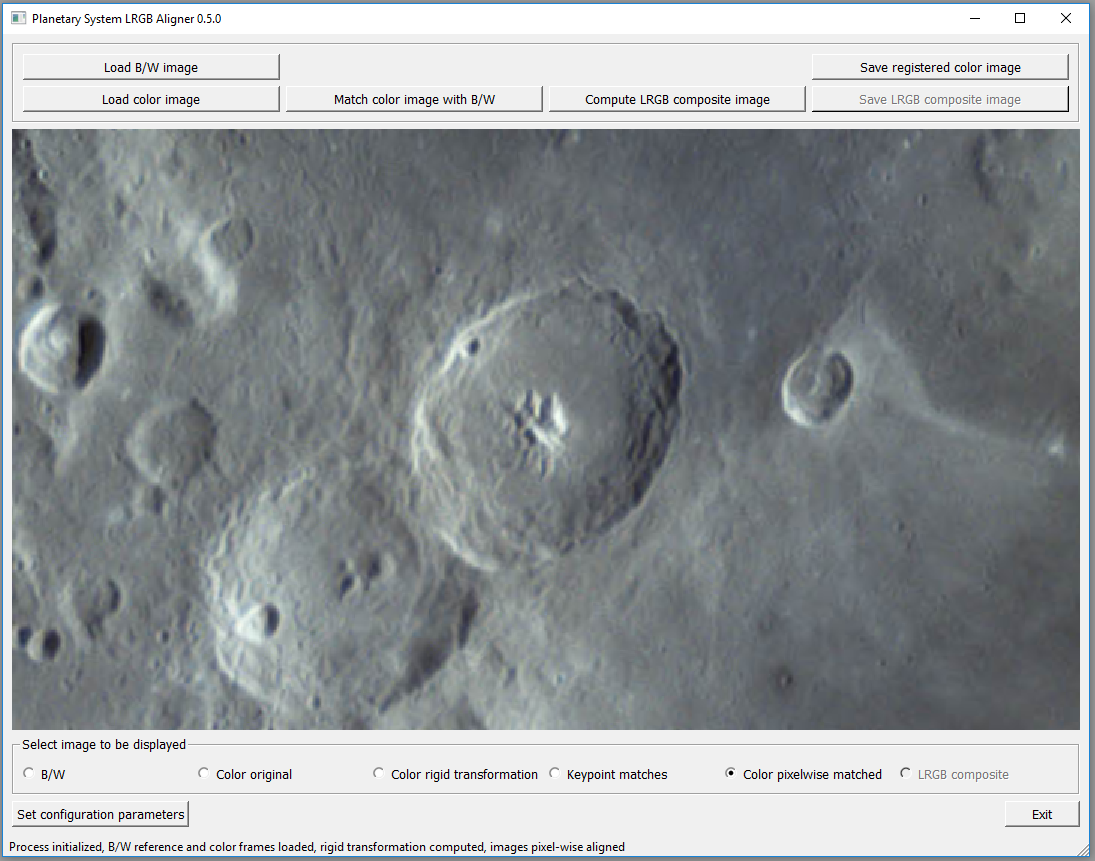 Planetary System LRGB Aligner 0.5.0
Load B/W image
Save registered color image
Load color image
Match color image with B/W
Compute LRGB composite image
Save LRGB composite image
Select image to be displayed
B/W
Color original
Color rigid transformation
Keypoint matches
Color pixelwise matched
LRGB composite
Set configuration parameters
Exit
Process initialized, B/W reference and color frames loaded, rigid transformation computed, images pixel-wise aligned